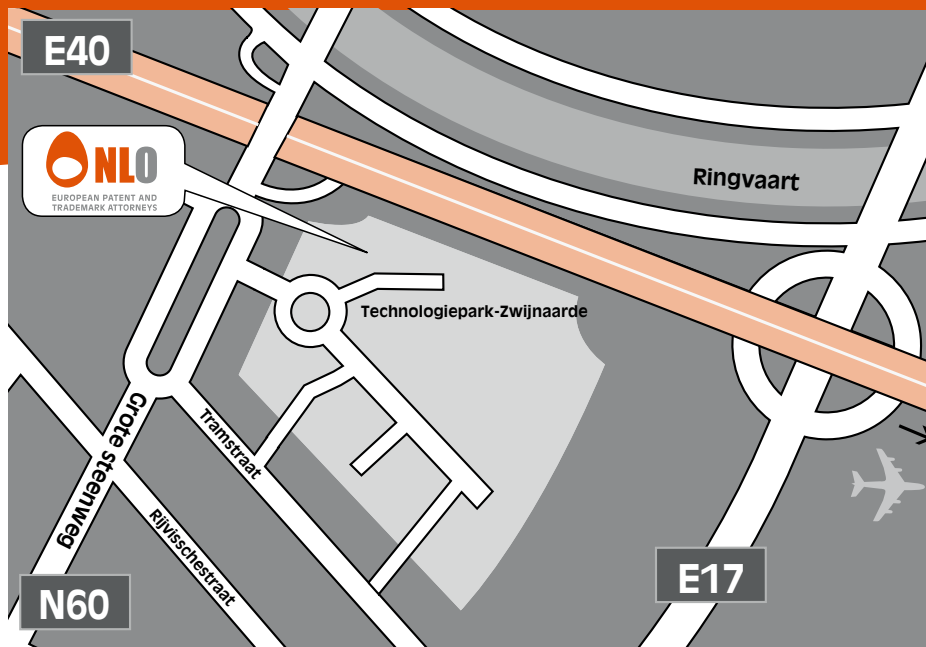 E40
NLO
EUROPEAN PATENT AND
TRADEMARK ATTORNEYS
Ringvaart
Technologiepark-Zwijnaarde
Grote steenweg
Tramstraat
Rijvisschestraat
E17
N60